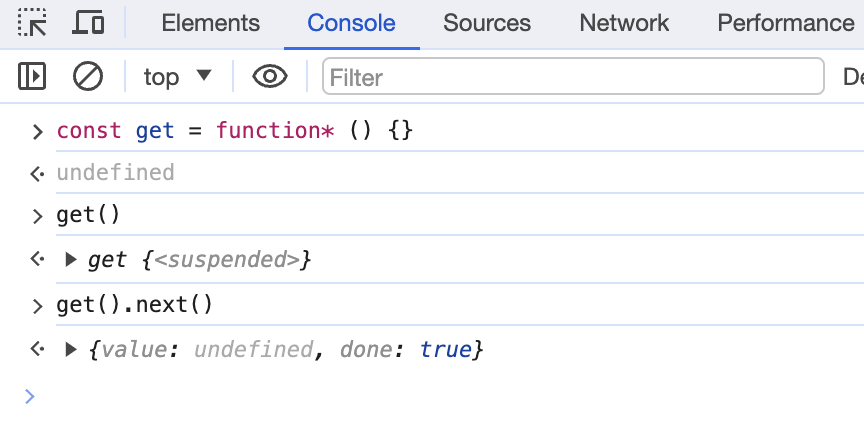 Elements Console Sources Network Performance
top Filter
const get = function* () {}
undefined
get()
get {<suspended>}
get().next()
{value: undefined, done: true}